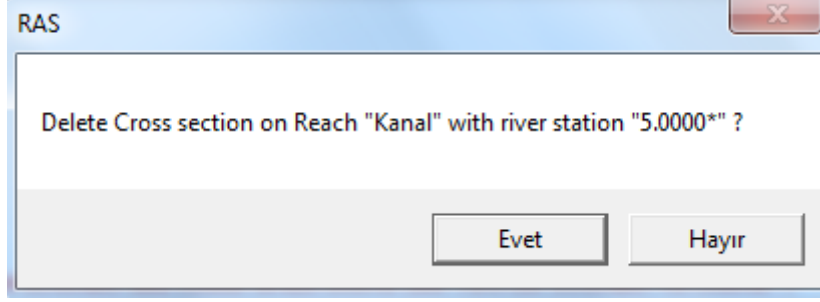 RAS
Delete Cross section on Reach "Kanal" with river station "5.0000*" ?
Evet
Hayır